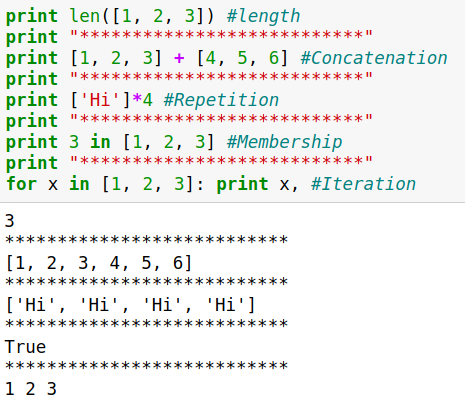 print len([1, 2, 3]) #length
print "***************************"
print [1, 2, 3] + [4, 5, 6] #Concatenation
print "***************************"
print ['Hi']*4 #Repetition
print "***************************"
print 3 in [1, 2, 3] #Membership
print "***************************"
for x in [1, 2, 3]: print x, #Iteration
3
***************************
[1, 2, 3, 4, 5, 6]
***************************
['Hi', 'Hi', 'Hi', 'Hi']
***************************
True
***************************
1 2 3